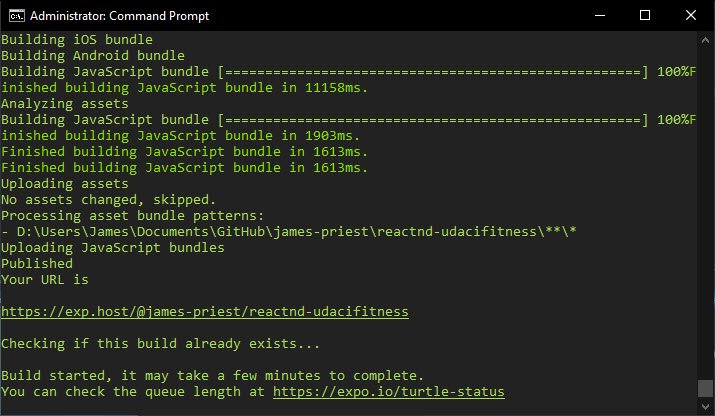 Administrator: Command Prompt
Building iOS bundle
Building Android bundle
Building JavaScript bundle [====================================================] 100%F
inished building JavaScript bundle in 11158ms.
Analyzing assets
Building JavaScript bundle [====================================================] 100%F
inished building JavaScript bundle in 1903ms.
Finished building JavaScript bundle in 1613ms.
Finished building JavaScript bundle in 1613ms.
Uploading assets
No assets changed, skipped.
Processing asset bundle patterns:
- D:\Users\James\Documents\GitHub\james-priest\reactnd-udacifitness\**\*
Uploading JavaScript bundles
Published
Your URL is
https://exp.host/@james-priest/reactnd-udacifitness
Checking if this build already exists...
Build started, it may take a few minutes to complete.
You can check the queue length at https://expo.io/turtle-status